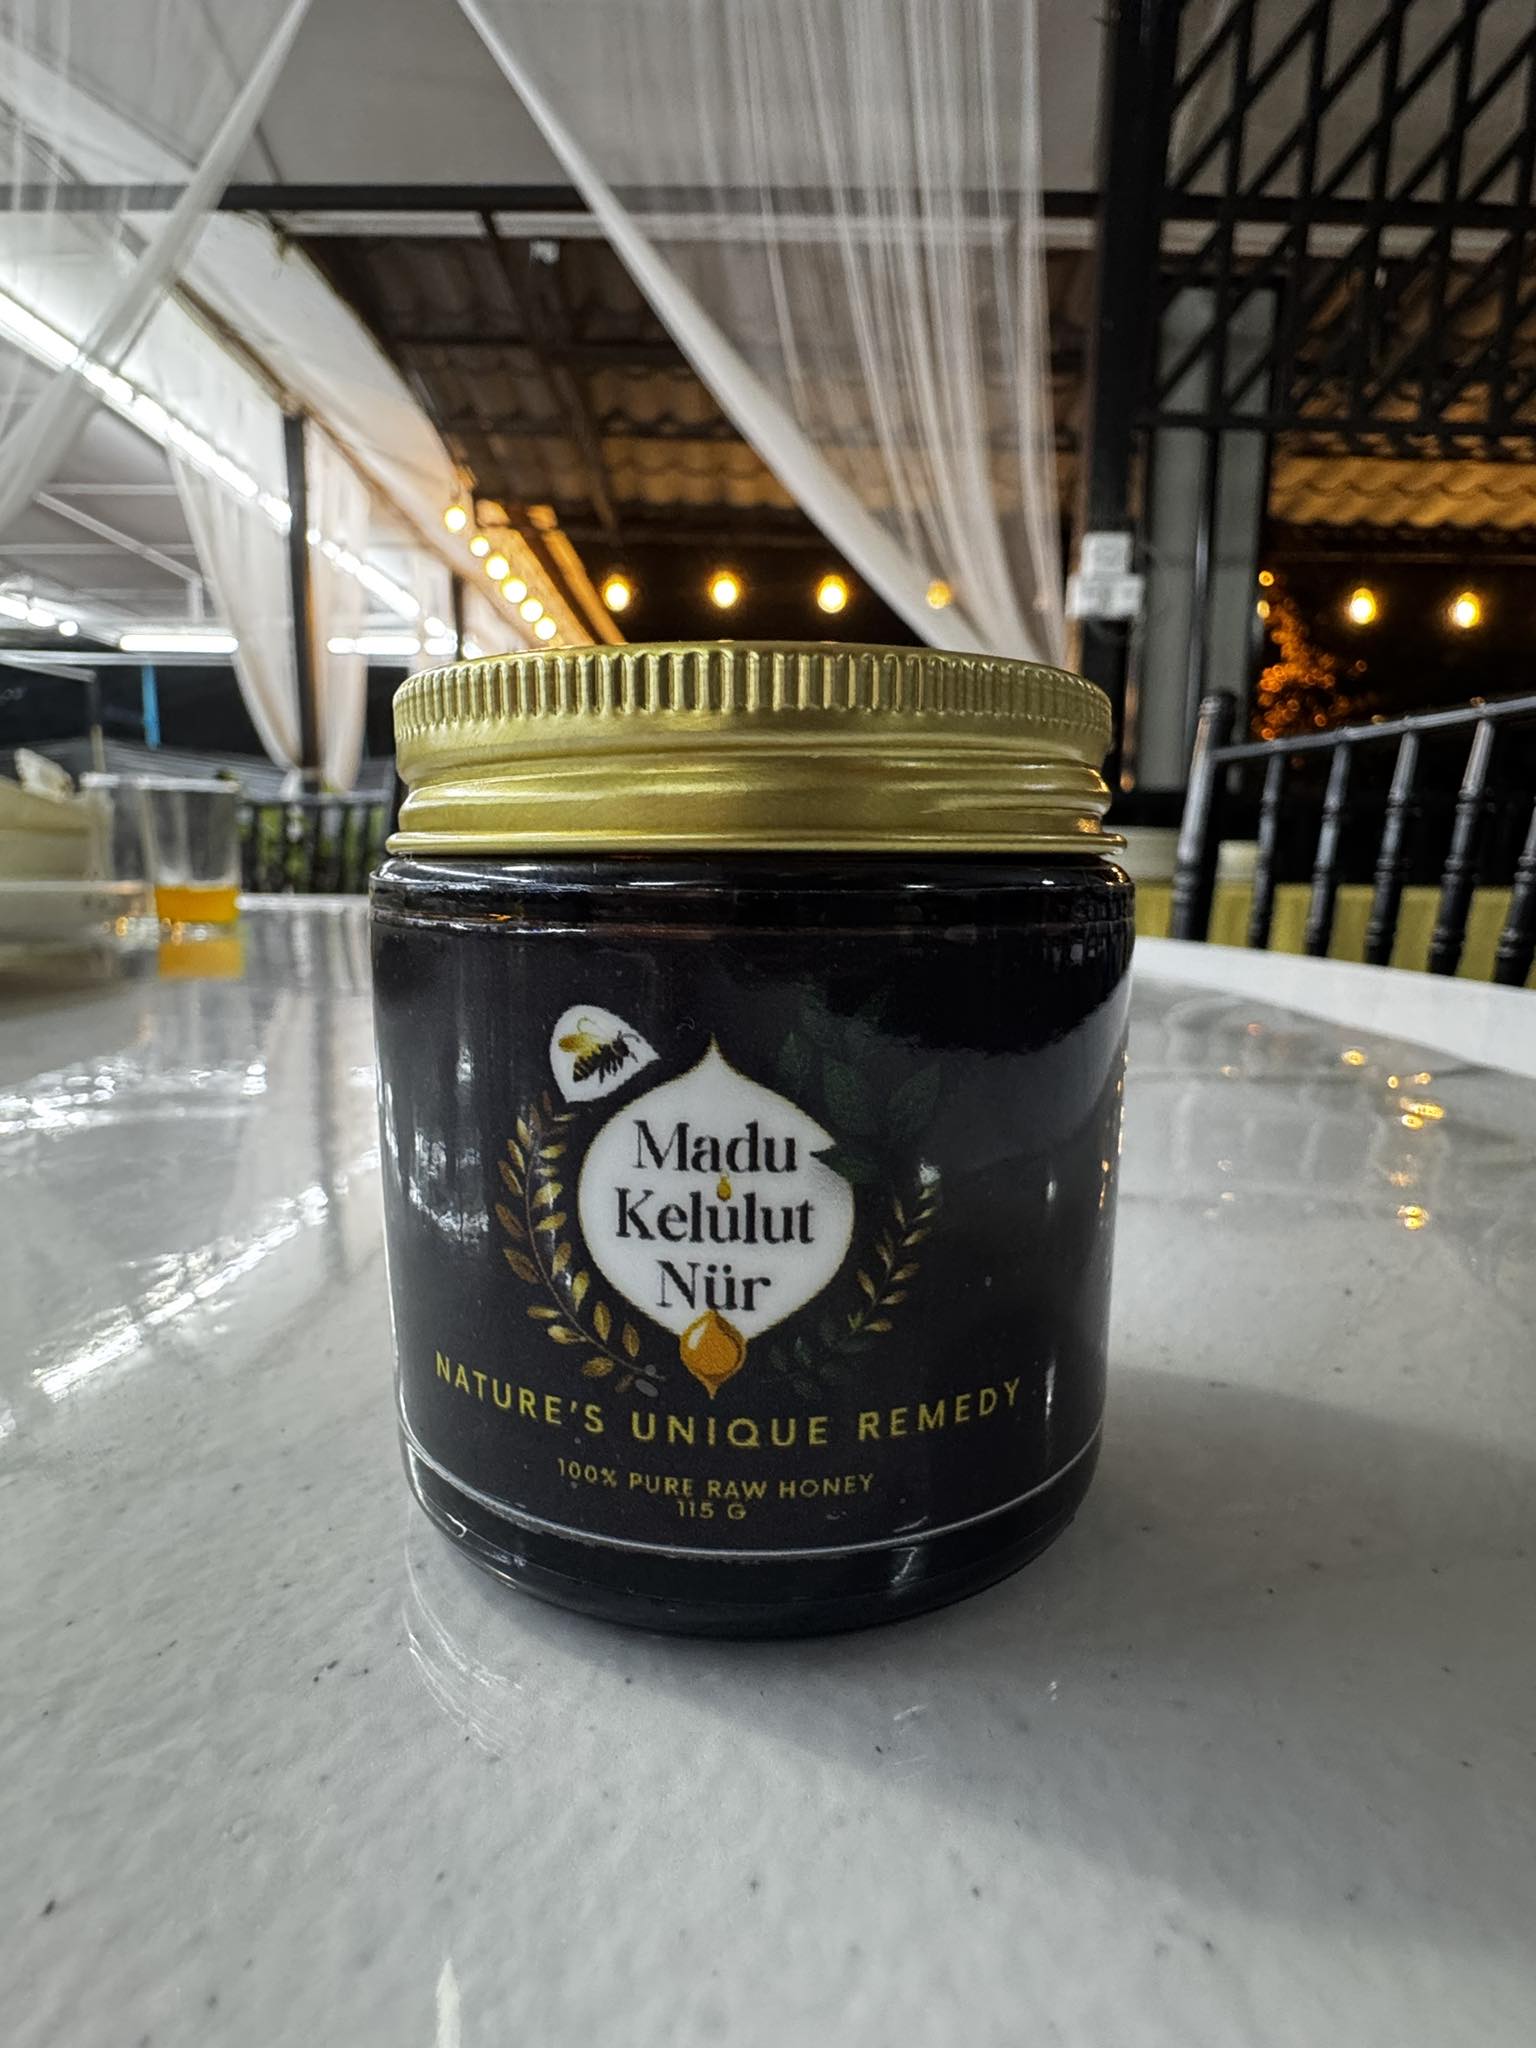 Madu
Kelulut
Nür
NATURE'S UNIQUE REMEDY
100% PURE RAW HONEY
115 G